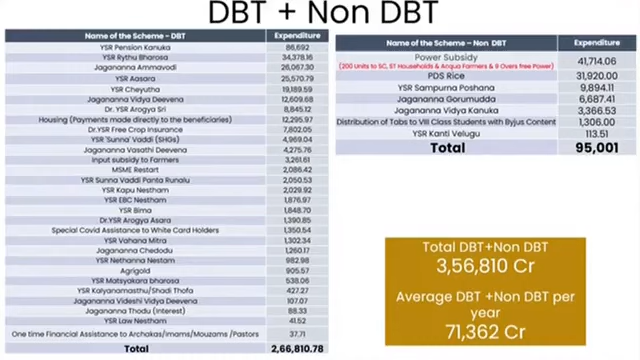 DBT + Non DBT
Name of the Scheme - DBT Expenditure
YSR Pension Kanuka 86,692
YSR Rythu Bharosa 34,378.16
Jagananna Ammavodi 26,067.30
YSR Aasara 25,570.79
YSR Cheyutha 19,189.59
Jagananna Vidya Deevena 12,609.68
Dr. YSR Arogya Sri 8,845.12
Housing (Payments made directly to the beneficiaries) 12,295.97
Dr.YSR Free Crop Insurance 7,802.05
YSR 'Sunna' Vaddi (SHGs) 4,969.04
Jagananna Vasathi Deevena 4,275.76
Input subsidy to Farmers 3,261.61
MSME Restart 2,086.42
YSR Sunna Vaddi Panta Runalu 2,050.53
YSR Kapu Nestham 2,029.92
YSR EBC Nestham 1,876.97
YSR Bima 1,848.70
Dr.YSR Arogya Asara 1,390.85
Special Covid Assistance to White Card Holders 1,350.54
YSR Vahana Mitra 1,302.34
Jagananna Chedodu 1,260.17
YSR Nethanna Nestam 982.98
Agrigold 905.57
YSR Matsyakara bharosa 538.06
YSR Kalyanamasthu/Shadi Thofa 427.27
Jagananna Videshi Vidya Deevena 107.07
Jagananna Thodu (interest) 88.33
YSR Law Nestham 41.52
One time Financial Assistance to Archakas/Imams/Mouzams /Pastors 37.71
Total 2,66,810.78
Name of the Scheme – Non DBT Expenditure
Power Subsidy 41,714.06
(200 Units to SC, ST Households & Acqua Farmers & 9 Overs free Power)
PDS Rice 31,920.00
YSR Sampurna Poshana 9,894.11
Jagananna Gorumudda 6,687.41
Jagananna Vidya Kanuka 3,366.53
Distribution of Tabs to VIII Class Students with Byjus Content 1,306.00
YSR Kanti Velugu 113.51
Total 95,001
Total DBT+Non DBT
3,56,810 Cr
Average DBT +Non DBT per
year
71,362 Cr